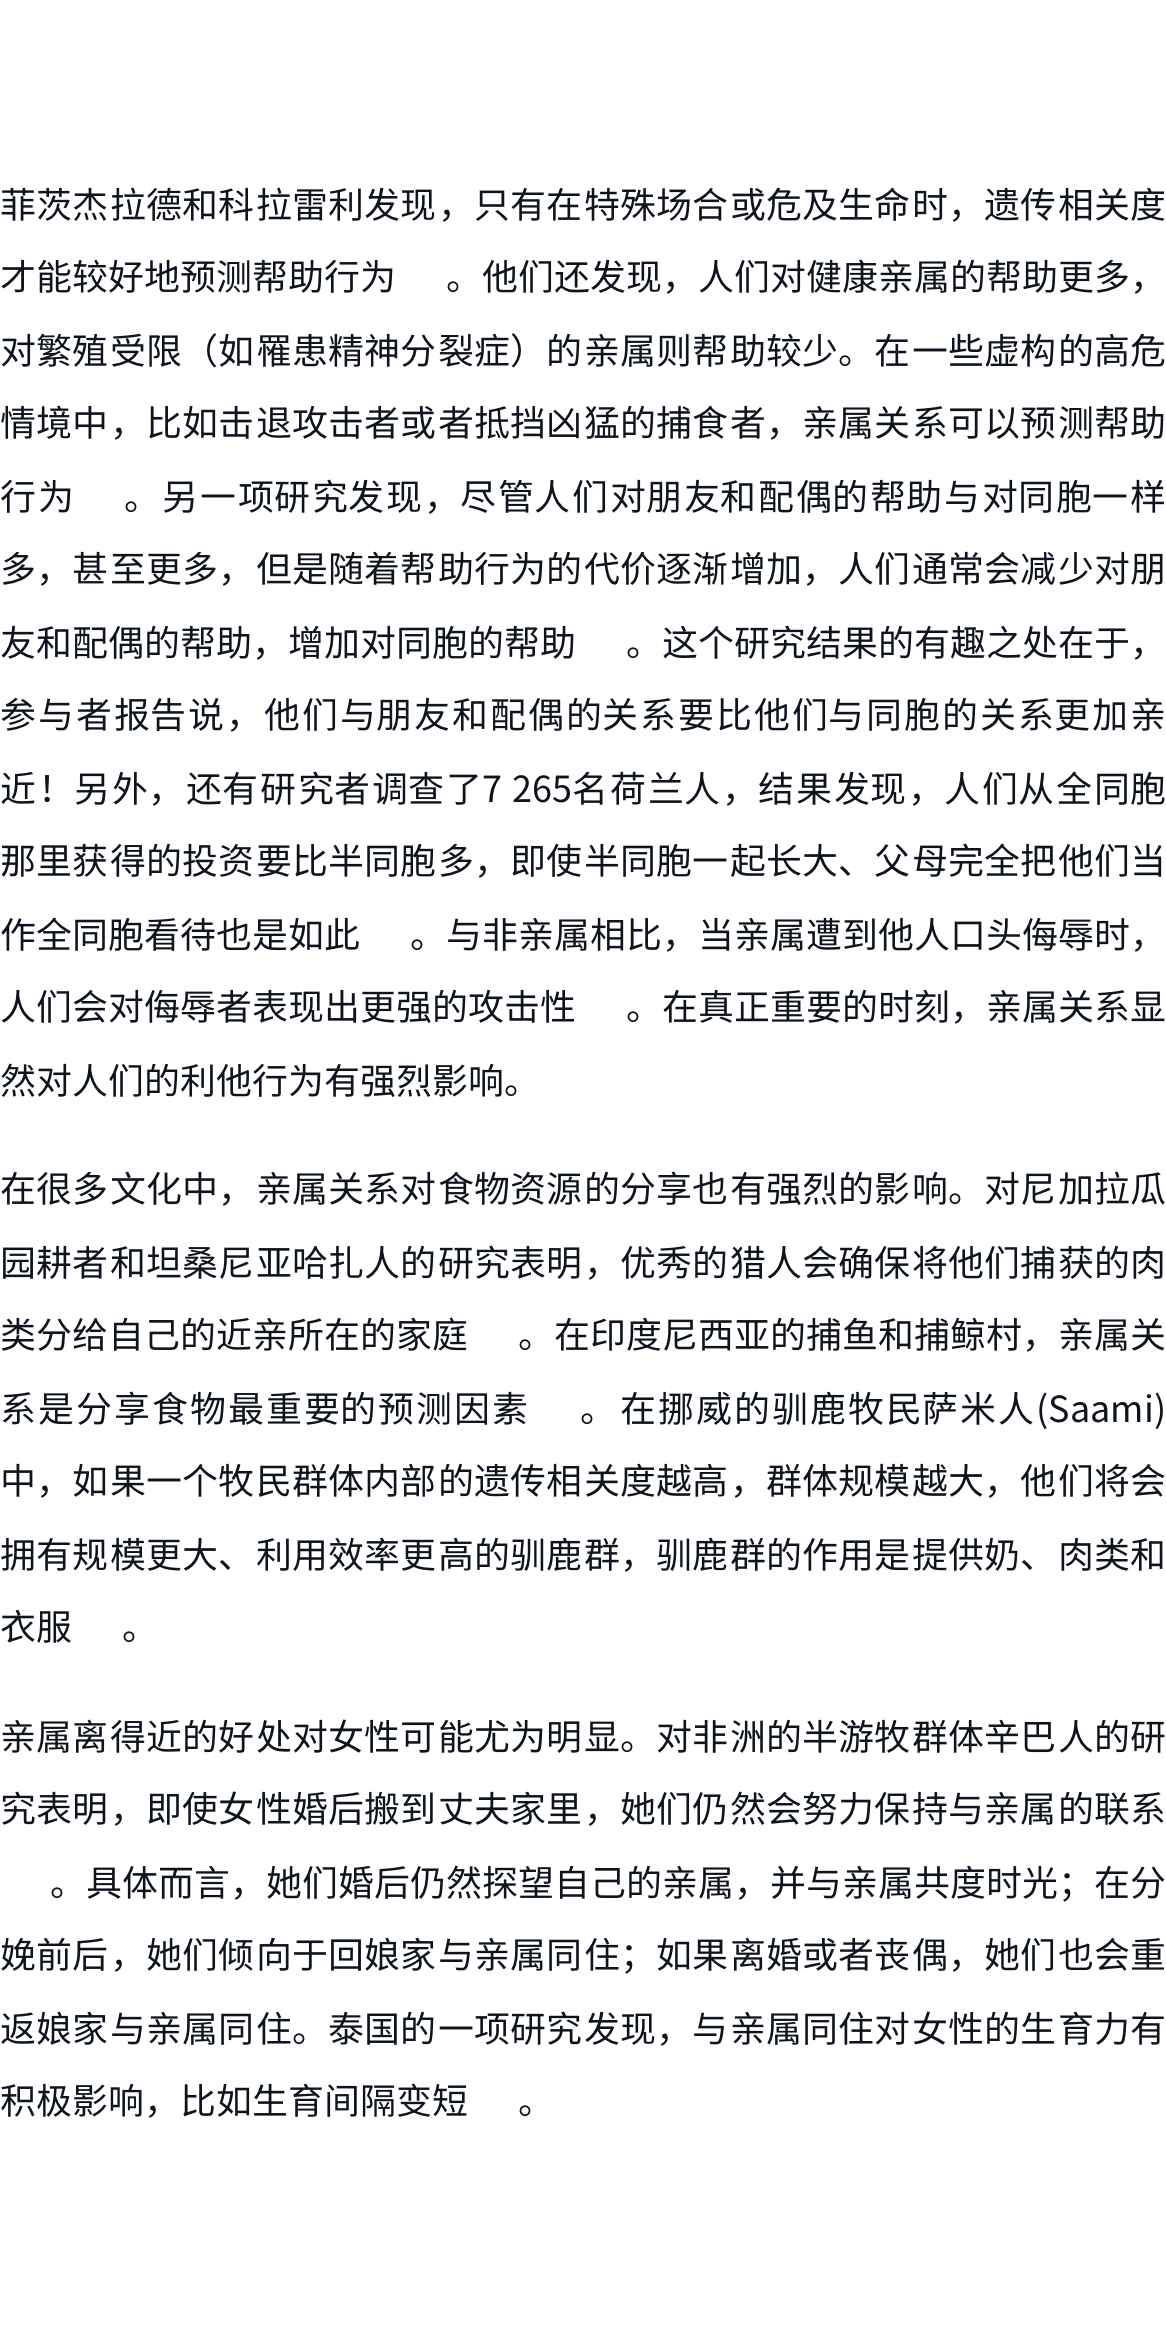 菲茨杰拉德和科拉雷利发现，只有在特殊场合或危及生命时，遗传相关度
才能较好地预测帮助行为　。他们还发现，人们对健康亲属的帮助更多，
对繁殖受限（如罹患精神分裂症）的亲属则帮助较少。在一些虚构的高危
情境中，比如击退攻击者或者抵挡凶猛的捕食者，亲属关系可以预测帮助
行为　。另一项研究发现，尽管人们对朋友和配偶的帮助与对同胞一样
多，甚至更多，但是随着帮助行为的代价逐渐增加，人们通常会减少对朋
友和配偶的帮助，增加对同胞的帮助　。这个研究结果的有趣之处在于，
参与者报告说，他们与朋友和配偶的关系要比他们与同胞的关系更加亲
近！另外，还有研究者调查了7 265名荷兰人，结果发现，人们从全同胞
那里获得的投资要比半同胞多，即使半同胞一起长大、父母完全把他们当
作全同胞看待也是如此　。与非亲属相比，当亲属遭到他人口头侮辱时，
人们会对侮辱者表现出更强的攻击性　。在真正重要的时刻，亲属关系显
然对人们的利他行为有强烈影响。
在很多文化中，亲属关系对食物资源的分享也有强烈的影响。对尼加拉瓜
园耕者和坦桑尼亚哈扎人的研究表明，优秀的猎人会确保将他们捕获的肉
类分给自己的近亲所在的家庭　。在印度尼西亚的捕鱼和捕鲸村，亲属关
系是分享食物最重要的预测因素　。在挪威的驯鹿牧民萨米人(Saami)
中，如果一个牧民群体内部的遗传相关度越高，群体规模越大，他们将会
拥有规模更大、利用效率更高的驯鹿群，驯鹿群的作用是提供奶、肉类和
衣服　。
亲属离得近的好处对女性可能尤为明显。对非洲的半游牧群体辛巴人的研
究表明，即使女性婚后搬到丈夫家里，她们仍然会努力保持与亲属的联系
　。具体而言，她们婚后仍然探望自己的亲属，并与亲属共度时光；在分
娩前后，她们倾向于回娘家与亲属同住；如果离婚或者丧偶，她们也会重
返娘家与亲属同住。泰国的一项研究发现，与亲属同住对女性的生育力有
积极影响，比如生育间隔变短　。